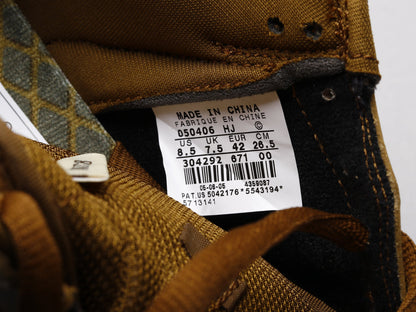 MADE IN CHINA
FABRIQUE EN CHINE
050406 HJ ©
US UK EUR CM
8.5 7.5 42 26.5
304292 671 00
05-06-05 4359087
PAT.US 5042176*5543194*
5713141